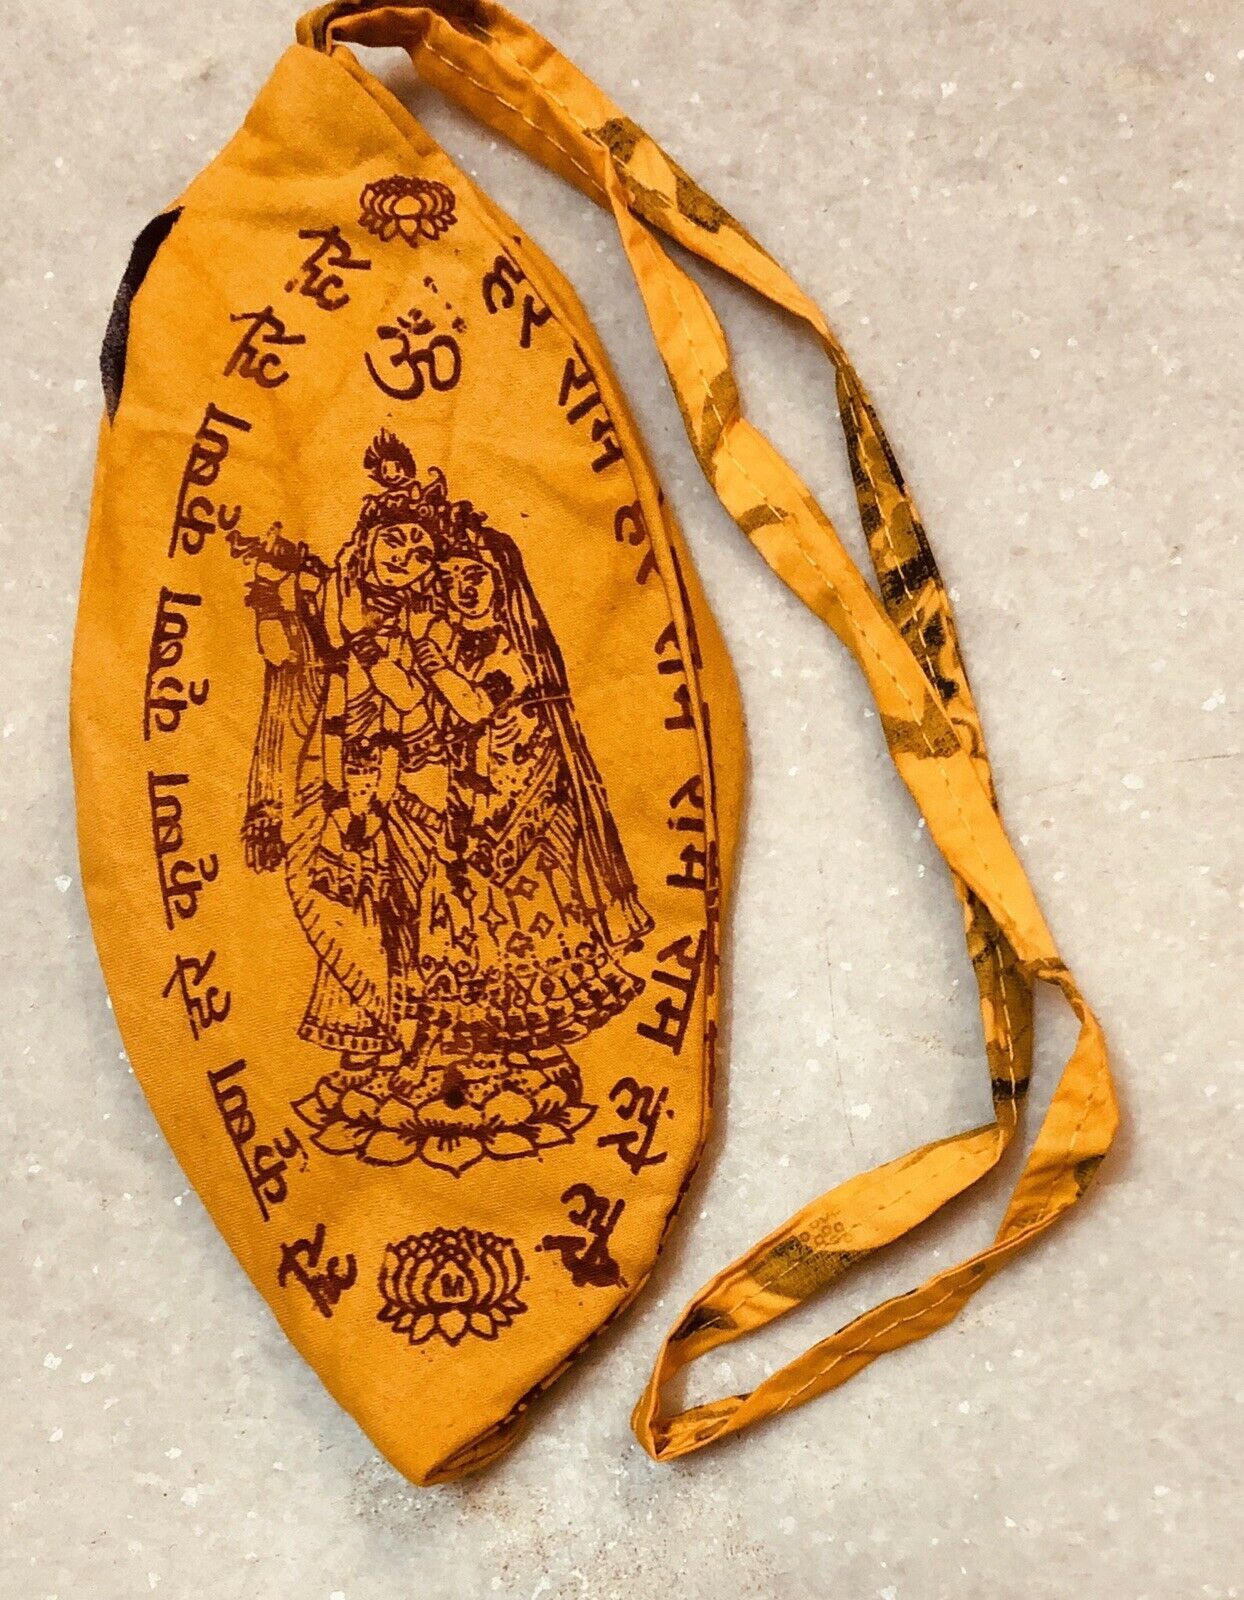 ॐ
हरे कृष्ण हरे कृष्ण कृष्ण कृष्ण हरे हरे
हरे राम हरे राम राम राम हरे हरे
M